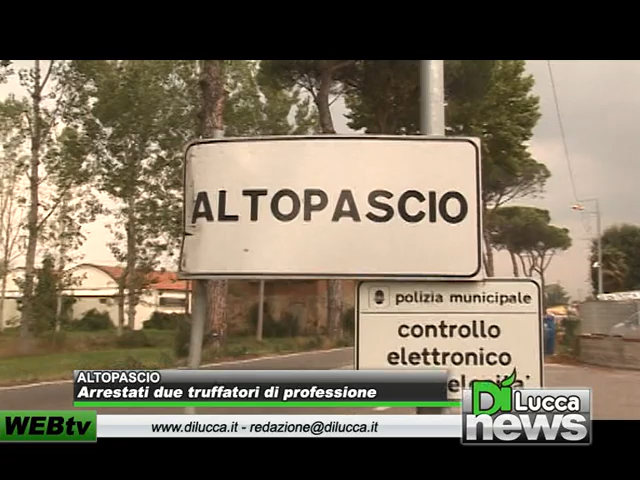 ALTOPASCIO
polizia municipale
controllo
elettronico
ALTOPASCIO
Arrestati due truffatori di professione
WEBtv
www.dilucca.it - redazione@dilucca.it
Di LUCCA
news